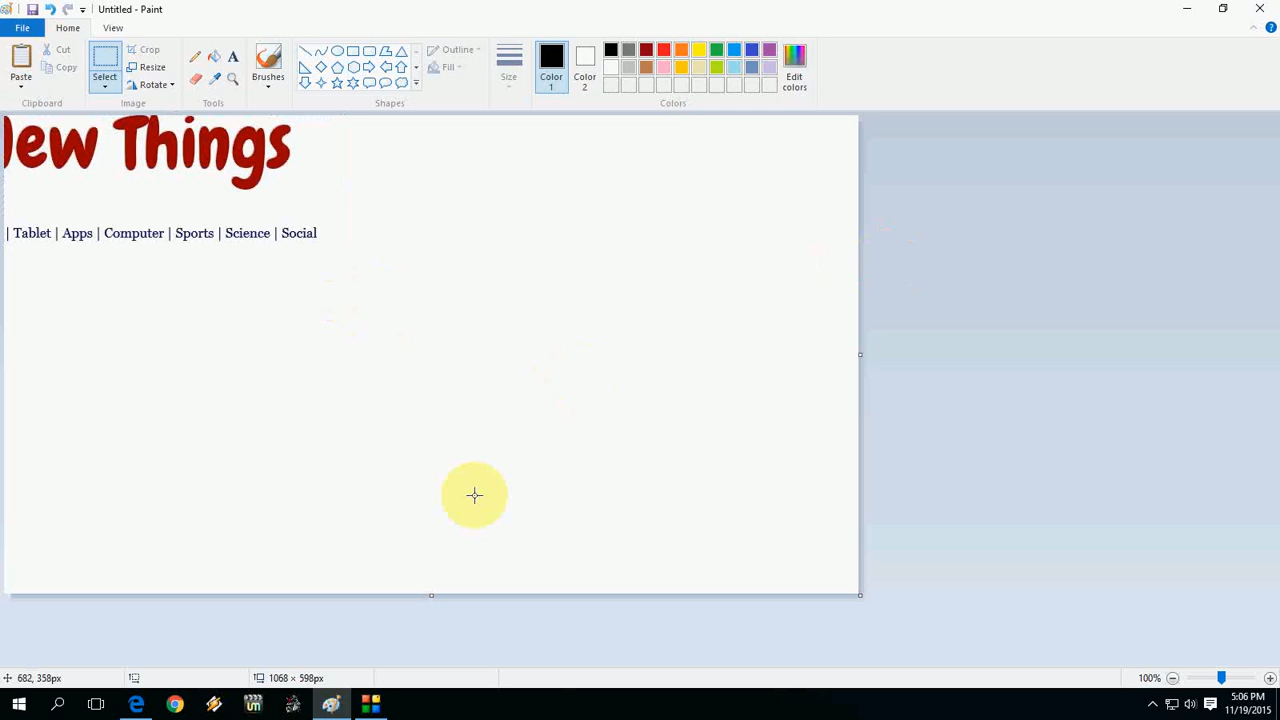 Untitled - Paint
File Home View
Paste Cut Copy Select Crop Resize Rotate Brushes Outline Fill Size Color 1 Color 2 Edit colors
Clipboard Image Tools Shapes Colors
Things
| Tablet | Apps | Computer | Sports | Science | Social
682, 358px 1068 × 598px 100%
5:06 PM
11/19/2015